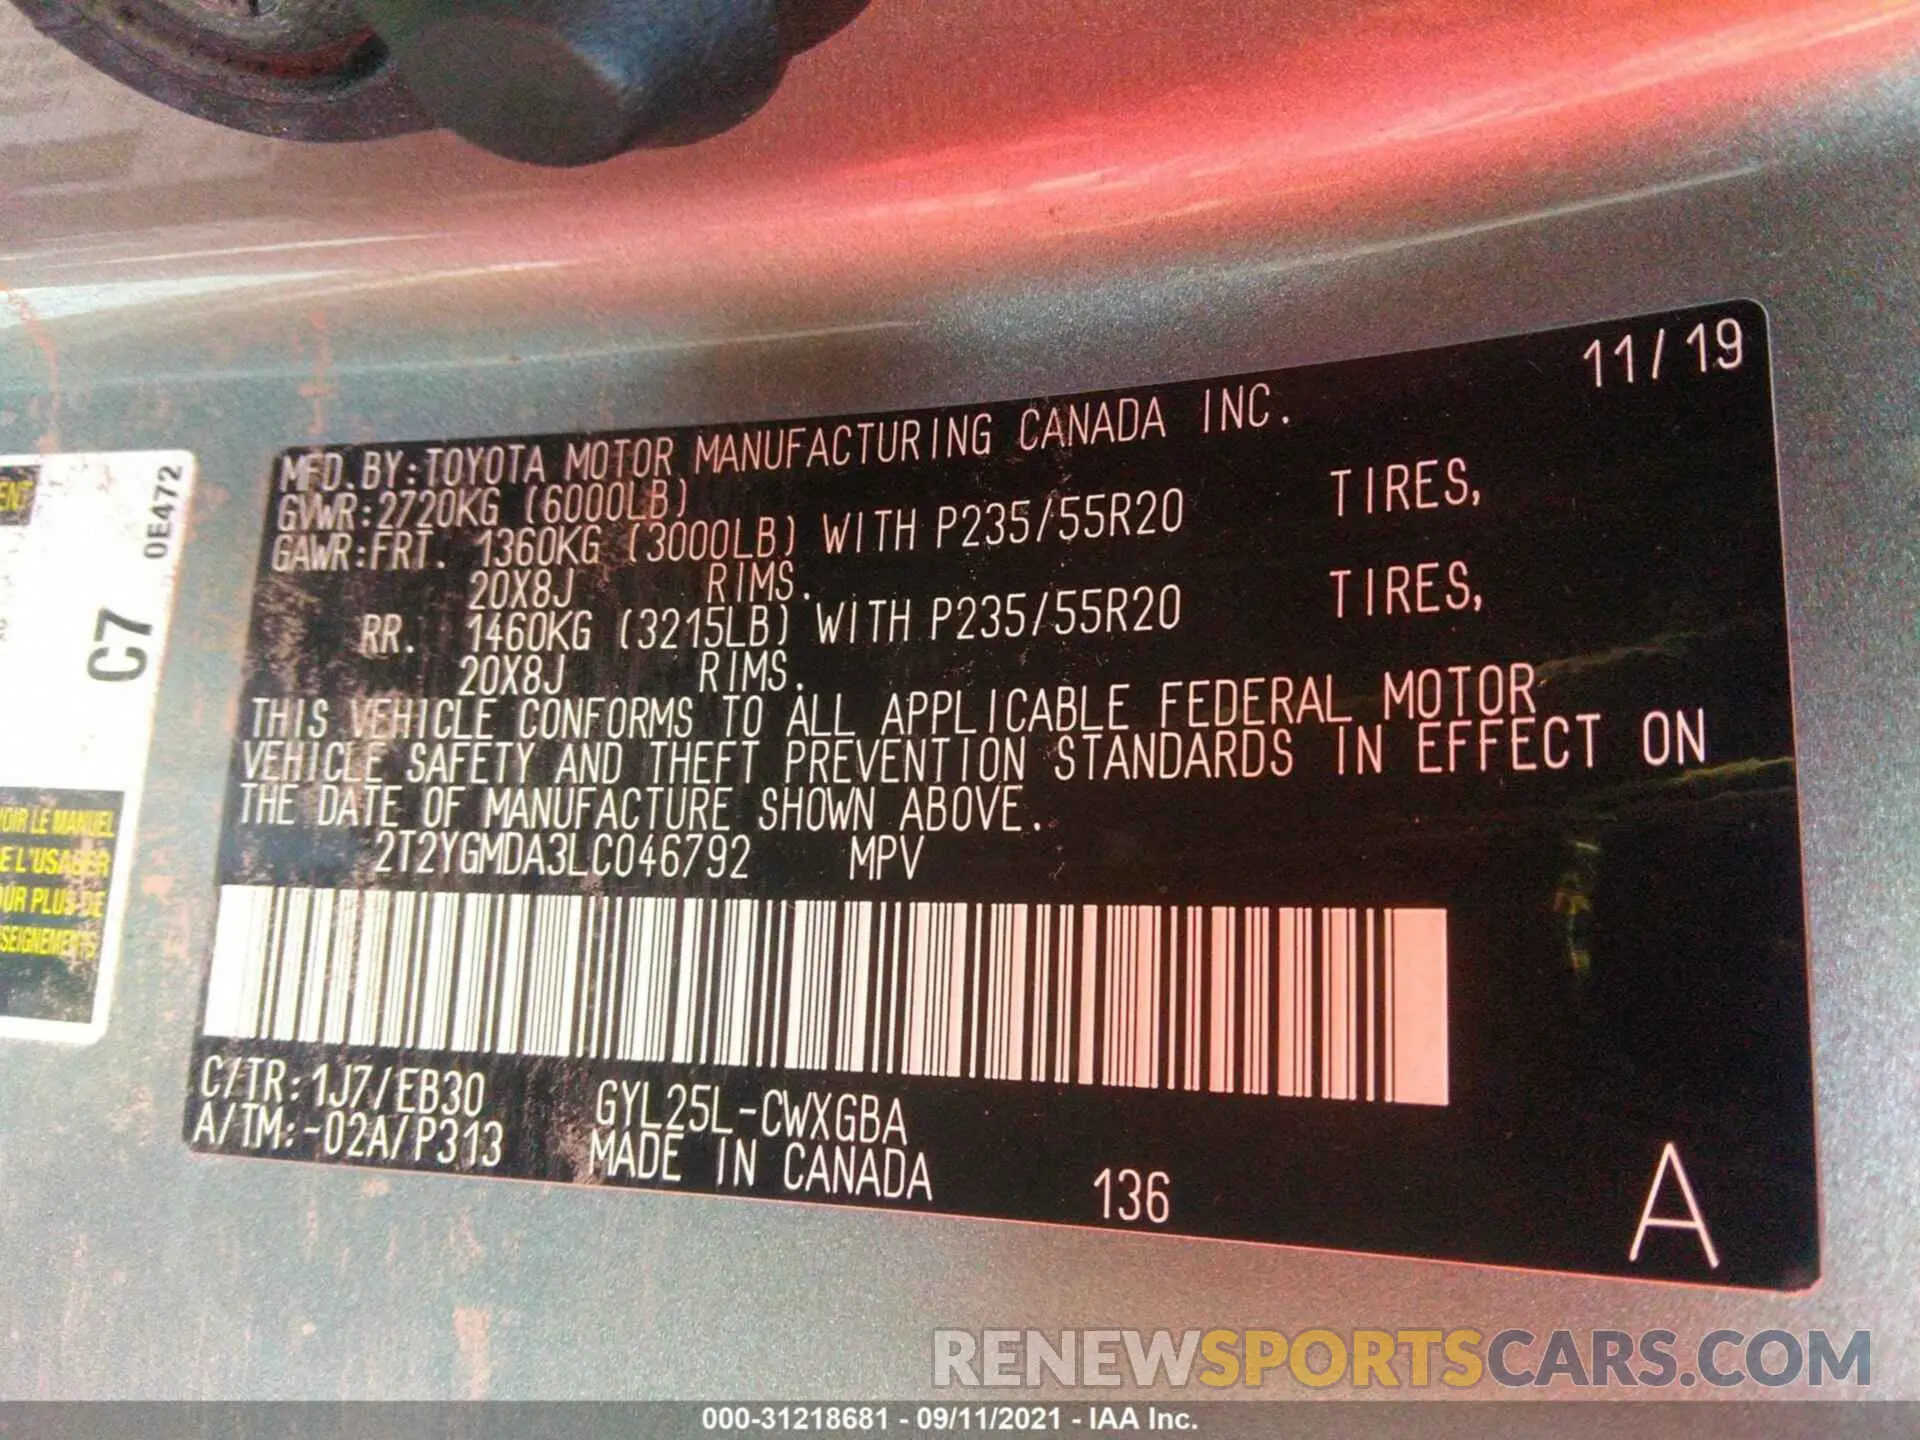 11/19
MFD.BY:TOYOTA MOTOR MANUFACTURING CANADA INC.
GVWR:2720KG (6000LB)
GAWR:FRT. 1360KG (3000LB) WITH P235/55R20 TIRES,
20X8J RIMS.
RR. 1460KG (3215LB) WITH P235/55R20 TIRES,
20X8J RIMS.
THIS VEHICLE CONFORMS TO ALL APPLICABLE FEDERAL MOTOR
VEHICLE SAFETY AND THEFT PREVENTION STANDARDS IN EFFECT ON
THE DATE OF MANUFACTURE SHOWN ABOVE.
2T2YGMDA3LC046792 MPV
C/TR:1J7/EB30 GYL25L-CWXGBA
A/TM:-02A/P313 MADE IN CANADA
136
A
0E472
C7
VOIR LE MANUEL
L'USAGER
PLUS DE
RENEWSPORTSCARS.COM
000-31218681 - 09/11/2021 - IAA Inc.